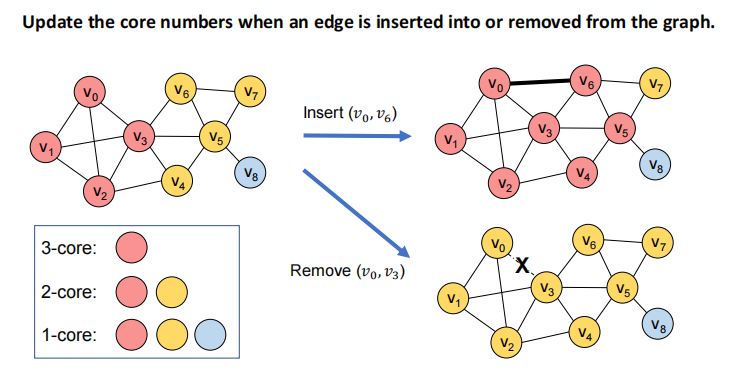 Update the core numbers when an edge is inserted into or removed from the graph.
v0 v6 v7
v3 v5
v1 v4 v8
v2
Insert (v0, v6)
v0 v6 v7
v3 v5
v1 v4 v8
v2
3-core:
2-core:
1-core:
Remove (v0, v3)
v0 X v6 v7
v3 v5
v1 v4 v8
v2